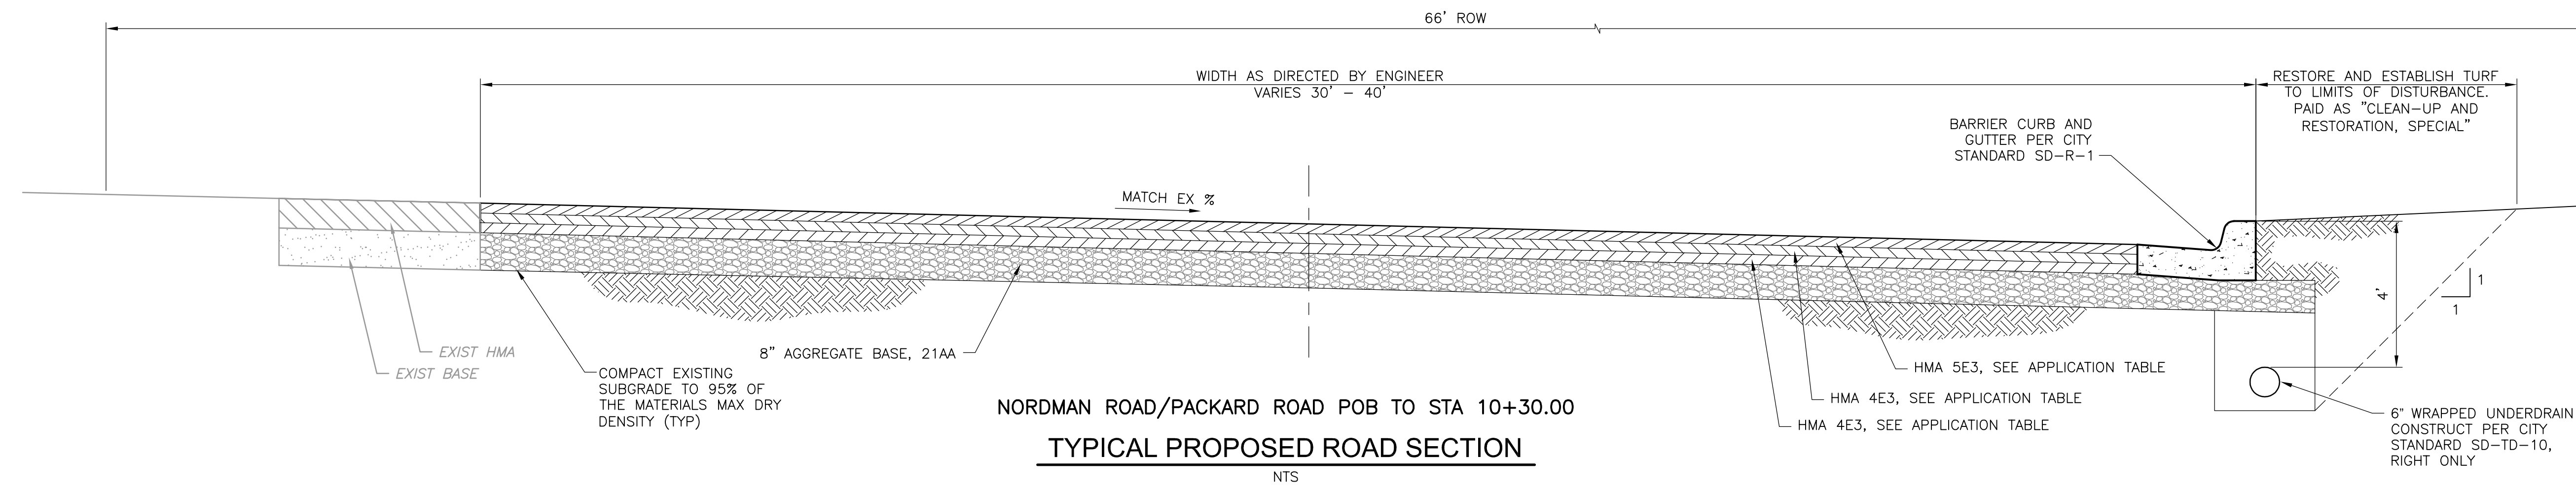 66' ROW
WIDTH AS DIRECTED BY ENGINEER
VARIES 30' – 40'
RESTORE AND ESTABLISH TURF
TO LIMITS OF DISTURBANCE.
PAID AS "CLEAN–UP AND
RESTORATION, SPECIAL"
BARRIER CURB AND
GUTTER PER CITY
STANDARD SD–R–1
MATCH EX %
1
1
4'
EXIST HMA
EXIST BASE
COMPACT EXISTING
SUBGRADE TO 95% OF
THE MATERIALS MAX DRY
DENSITY (TYP)
8" AGGREGATE BASE, 21AA
HMA 5E3, SEE APPLICATION TABLE
HMA 4E3, SEE APPLICATION TABLE
HMA 4E3, SEE APPLICATION TABLE
6" WRAPPED UNDERDRAIN
CONSTRUCT PER CITY
STANDARD SD–TD–10,
RIGHT ONLY
NORDMAN ROAD/PACKARD ROAD POB TO STA 10+30.00
TYPICAL PROPOSED ROAD SECTION
NTS